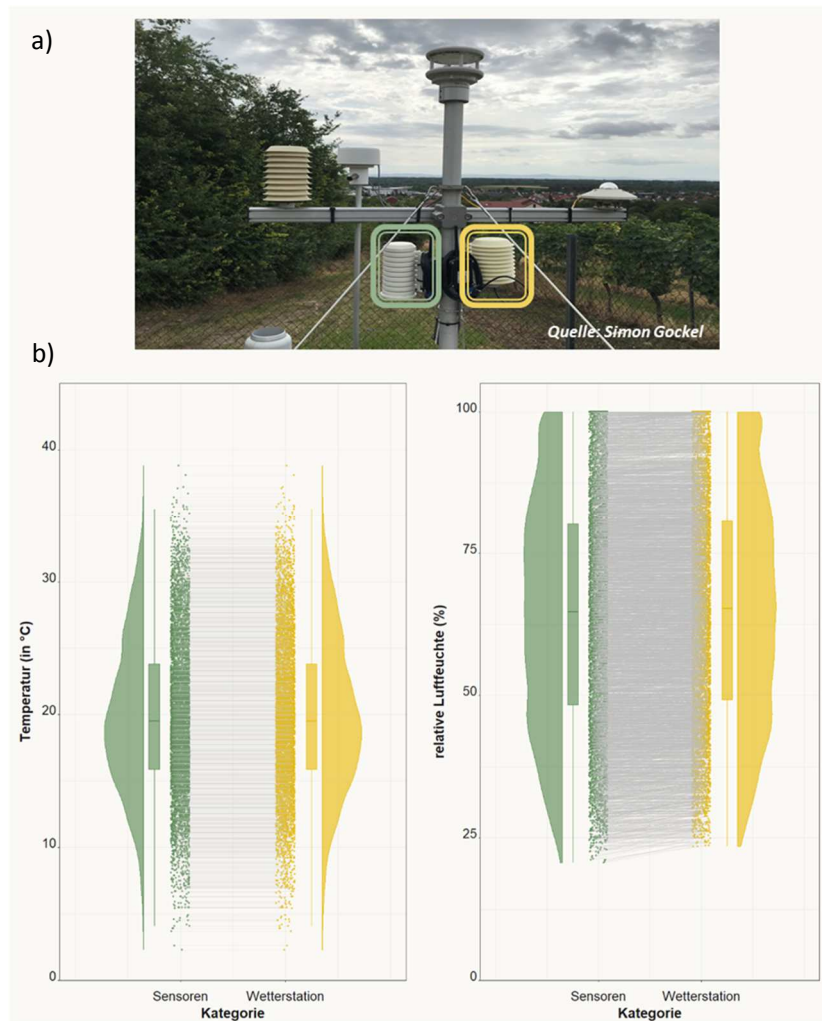 a)
Quelle: Simon Gockel
b)
Temperatur (in °C)
40
30
20
10
0
Sensoren
Wetterstation
Kategorie
relative Luftfeuchte (%)
100
75
50
25
0
Sensoren
Wetterstation
Kategorie